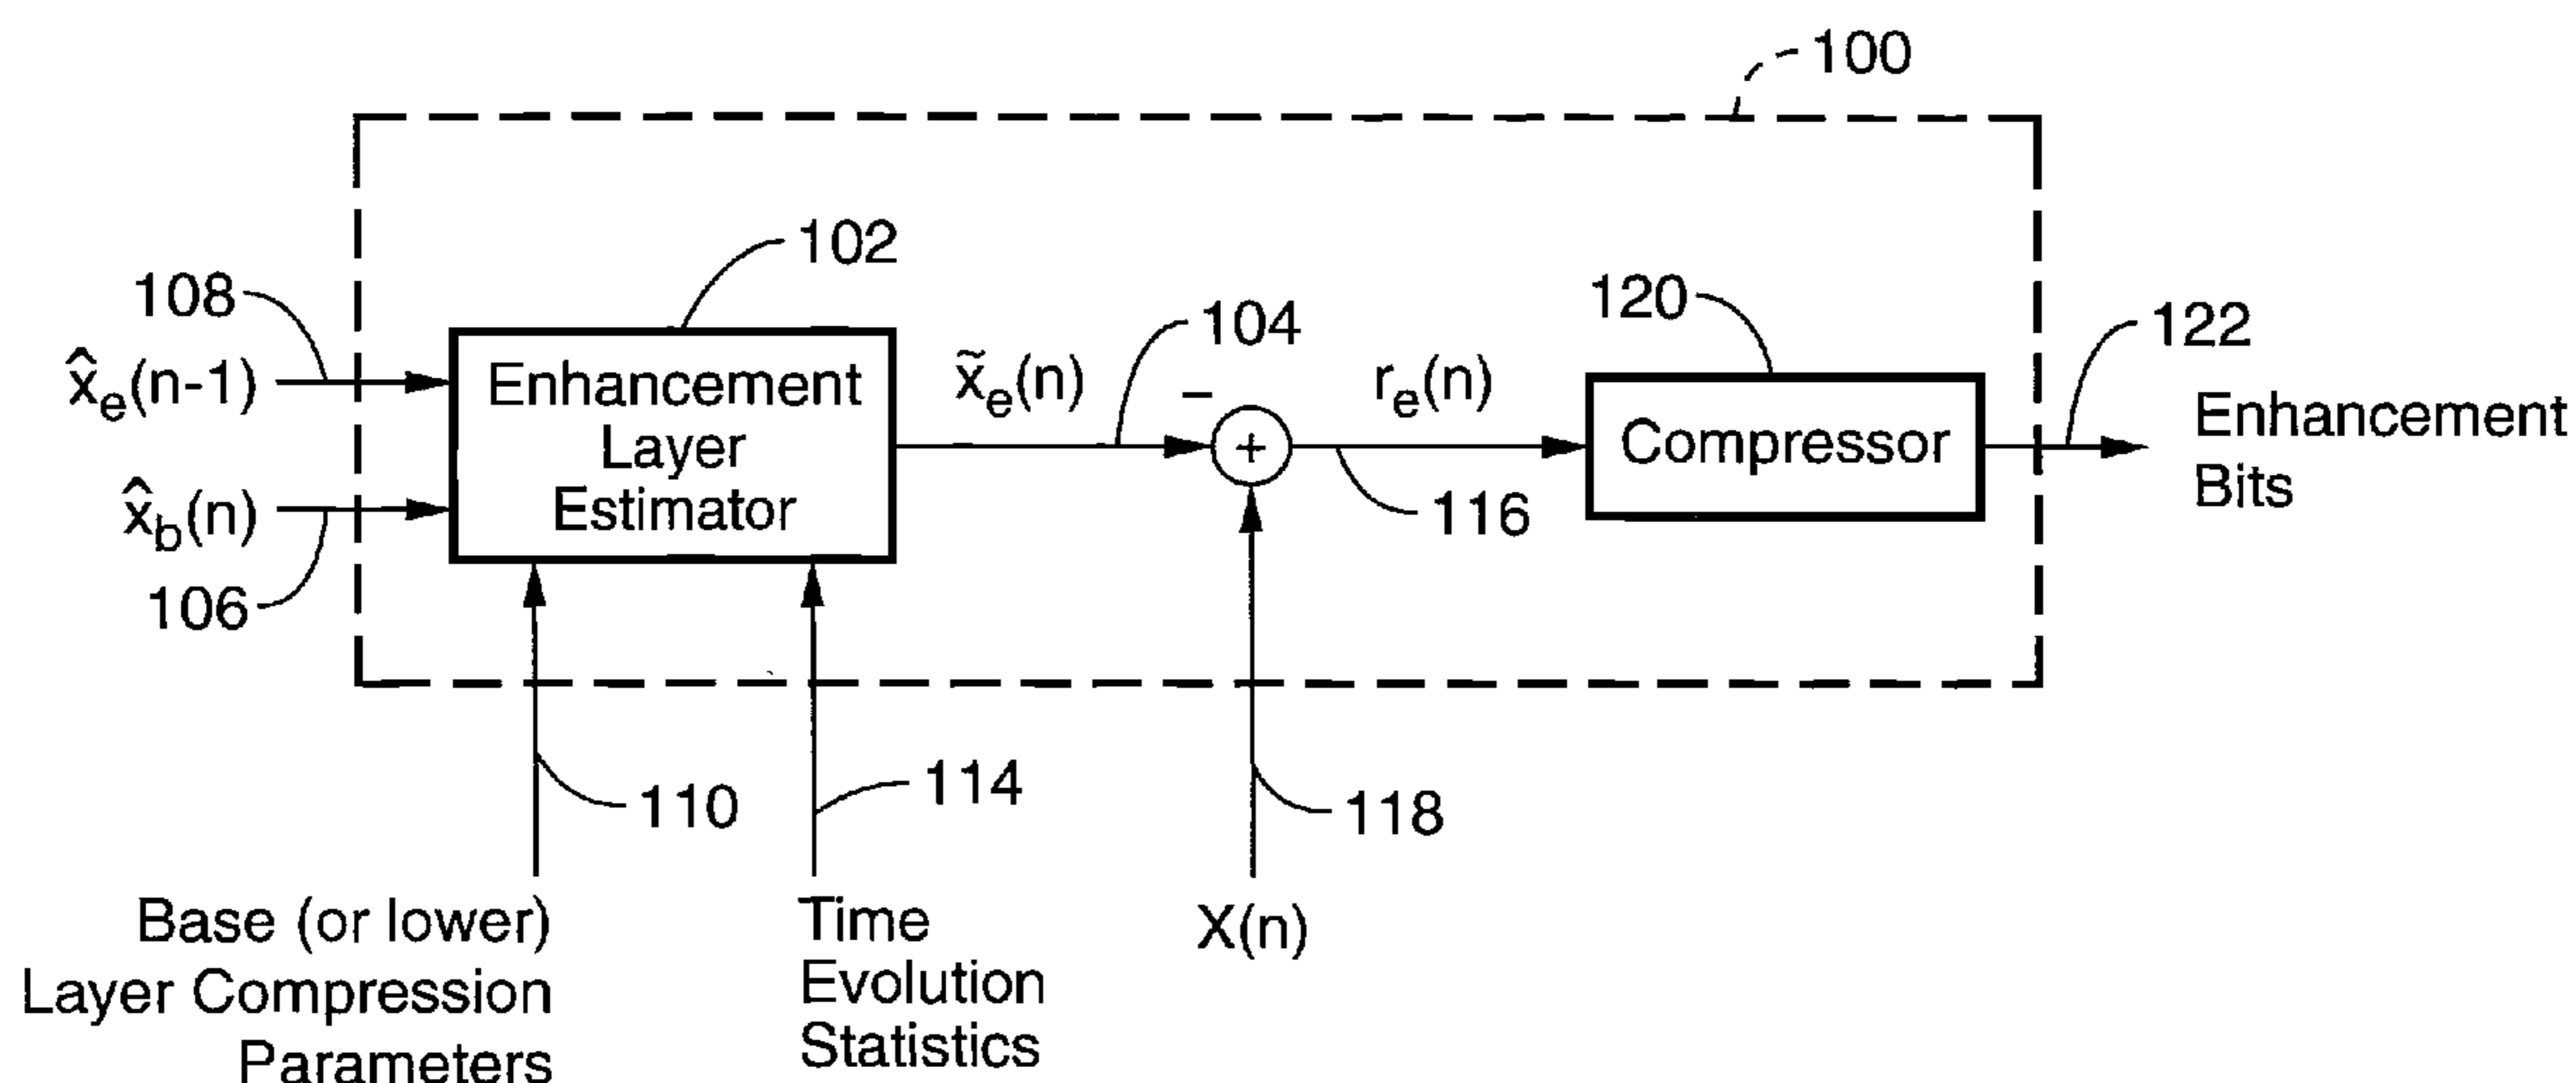 100
102
108
104
120
122
x̂e(n-1)
Enhancement
Layer
Estimator
x̃e(n)
−
+
re(n)
Compressor
Enhancement
Bits
x̂b(n)
116
106
110
114
118
Base (or lower)
Layer Compression
Parameters
Time
Evolution
Statistics
X(n)